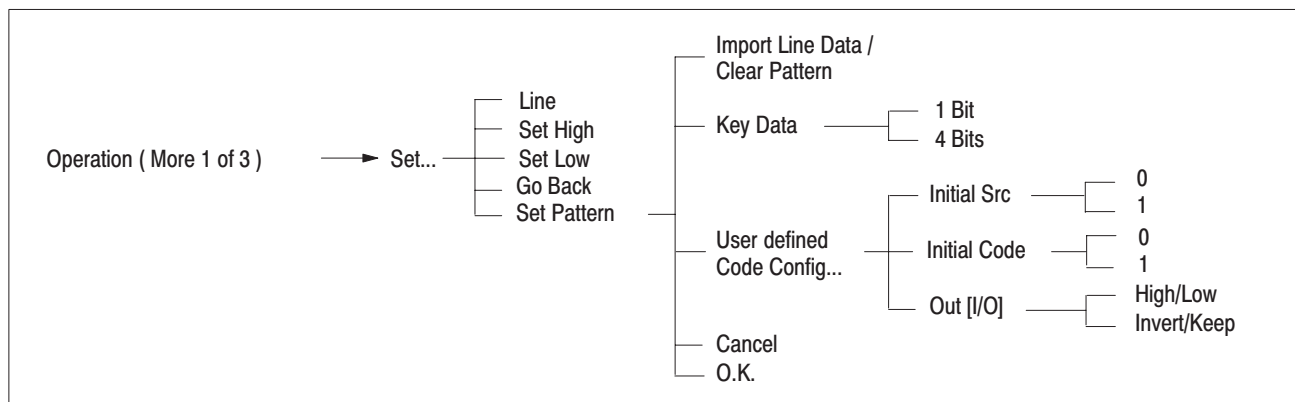 Operation ( More 1 of 3 )
Set...
Line
Set High
Set Low
Go Back
Set Pattern
Import Line Data /
Clear Pattern
Key Data
1 Bit
4 Bits
User defined
Code Config...
Initial Src
0
1
Initial Code
0
1
Out [I/O]
High/Low
Invert/Keep
Cancel
O.K.